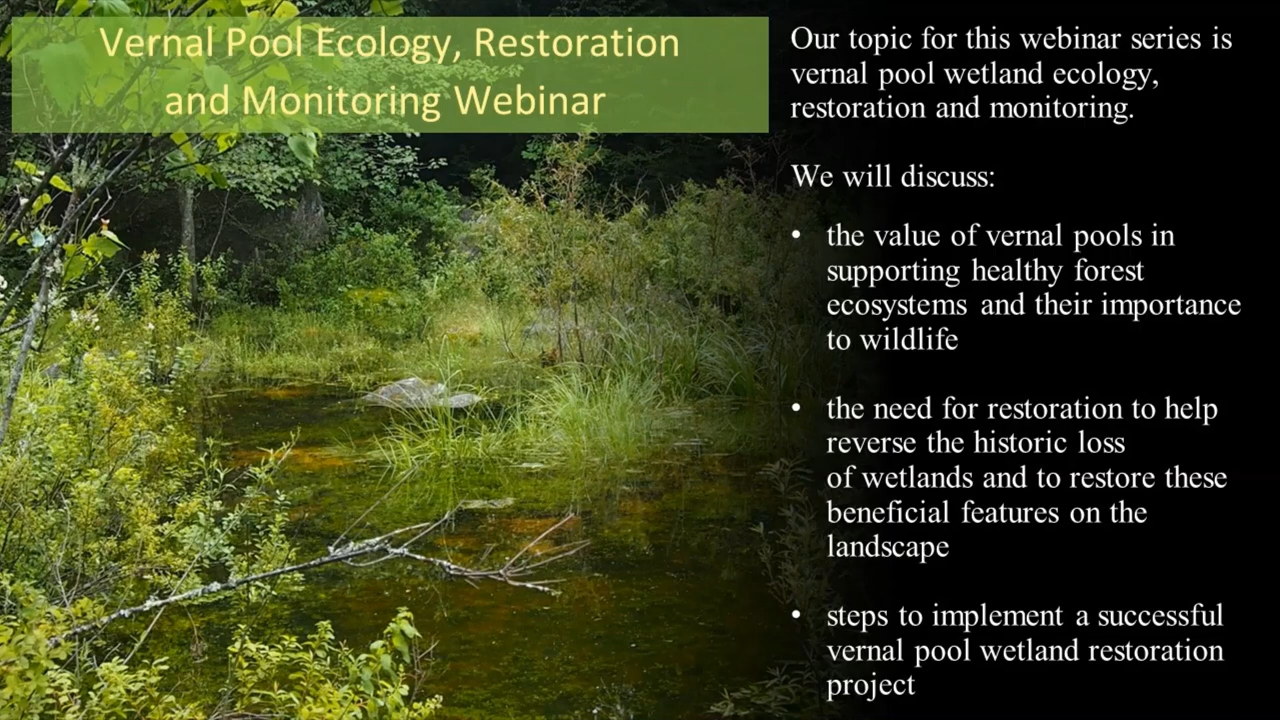 Vernal Pool Ecology, Restoration
and Monitoring Webinar
Our topic for this webinar series is
vernal pool wetland ecology,
restoration and monitoring.
We will discuss:
• the value of vernal pools in
supporting healthy forest
ecosystems and their importance
to wildlife
• the need for restoration to help
reverse the historic loss
of wetlands and to restore these
beneficial features on the
landscape
• steps to implement a successful
vernal pool wetland restoration
project